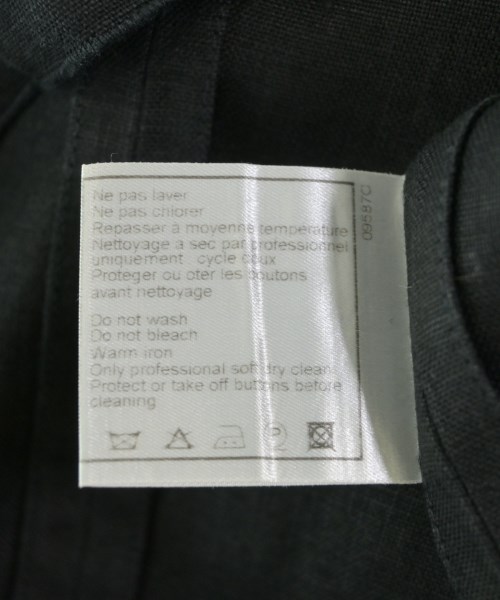 Ne pas laver
Ne pas chlorer
Repasser à moyenne température
Nettoyage a sec par professionnel
uniquement cycle doux
Proteger ou oter les boutons
avant nettoyage
Do not wash
Do not bleach
Warm iron
Only professional soft dry clean
Protect or take off buttons before
cleaning
09587C